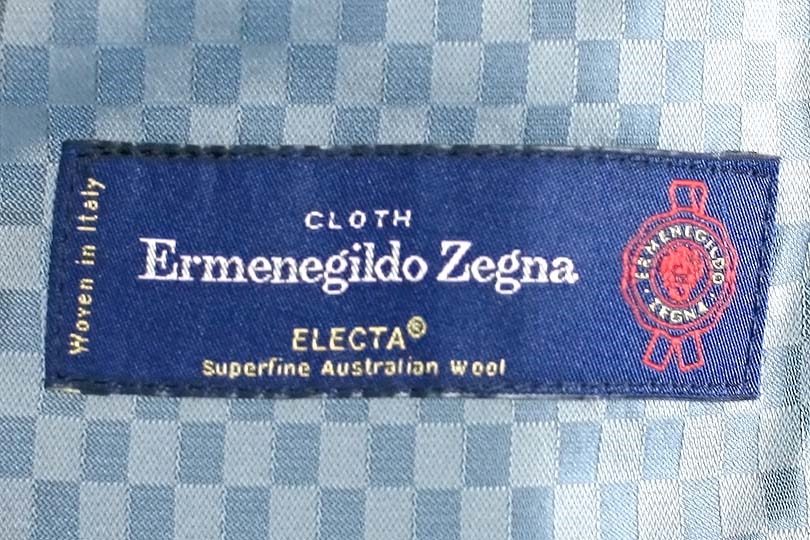 Woven in Italy
CLOTH
Ermenegildo Zegna
ELECTA®
Superfine Australian Wool
ERMENEGILDO
ZEGNA